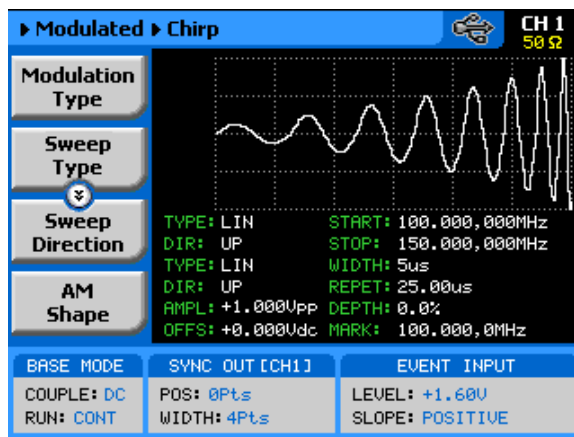 Modulated Chirp
CH 1
50 Ω
Modulation
Type
Sweep
Type
Sweep
Direction
AM
Shape
TYPE: LIN START: 100.000,000MHz
DIR: UP STOP: 150.000,000MHz
TYPE: LIN WIDTH: 5us
DIR: UP REPET: 25.00us
AMPL: +1.000Vpp DEPTH: 0.0%
OFFS: +0.000Vdc MARK: 100.000,0MHz
BASE MODE
COUPLE: DC
RUN: CONT
SYNC OUT [CH1]
POS: 0Pts
WIDTH: 4Pts
EVENT INPUT
LEVEL: +1.60V
SLOPE: POSITIVE